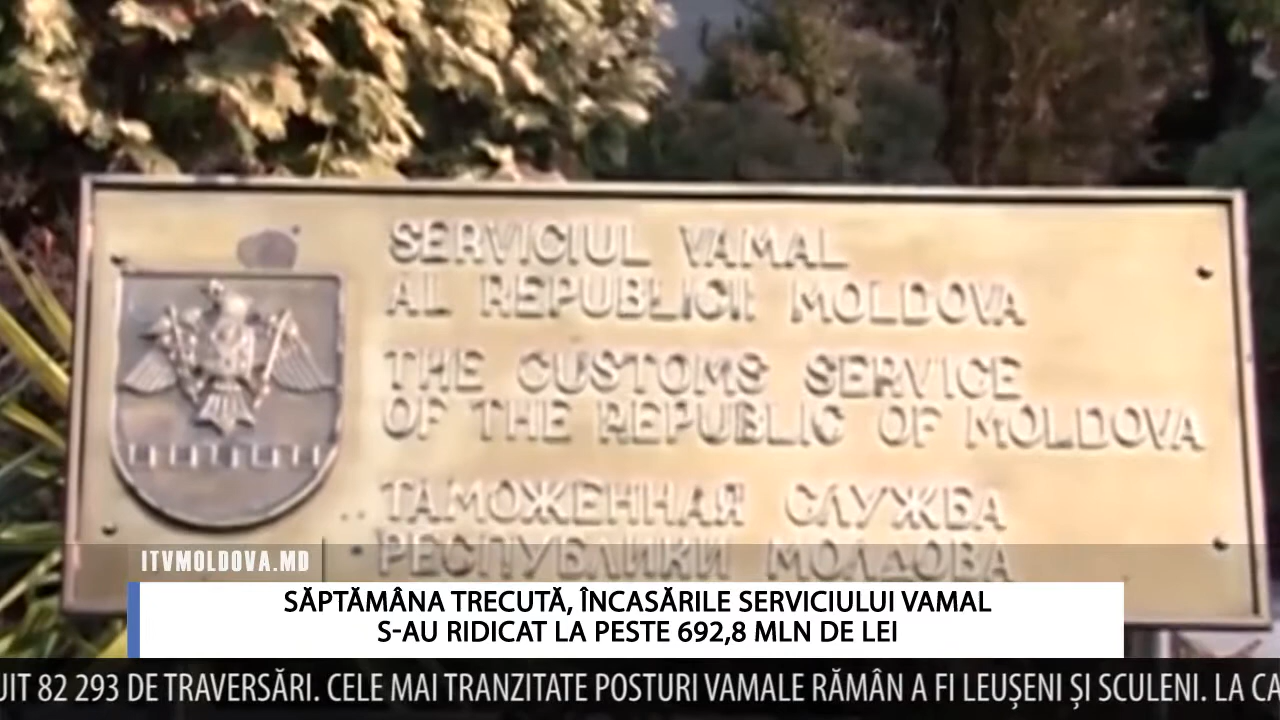 SERVICIUL VAMAL
AL REPUBLICII MOLDOVA
THE CUSTOMS SERVICE
OF THE REPUBLIC OF MOLDOVA
ТАМОЖЕННАЯ СЛУЖБА
РЕСПУБЛИКИ МОЛДОВА
ITVMOLDOVA.MD
SĂPTĂMÂNA TRECUTĂ, ÎNCASĂRILE SERVICIULUI VAMAL
S-AU RIDICAT LA PESTE 692,8 MLN DE LEI
82 293 DE TRAVERSĂRI. CELE MAI TRANZITATE POSTURI VAMALE RĂMÂN A FI LEUȘENI ȘI SCULENI. LA